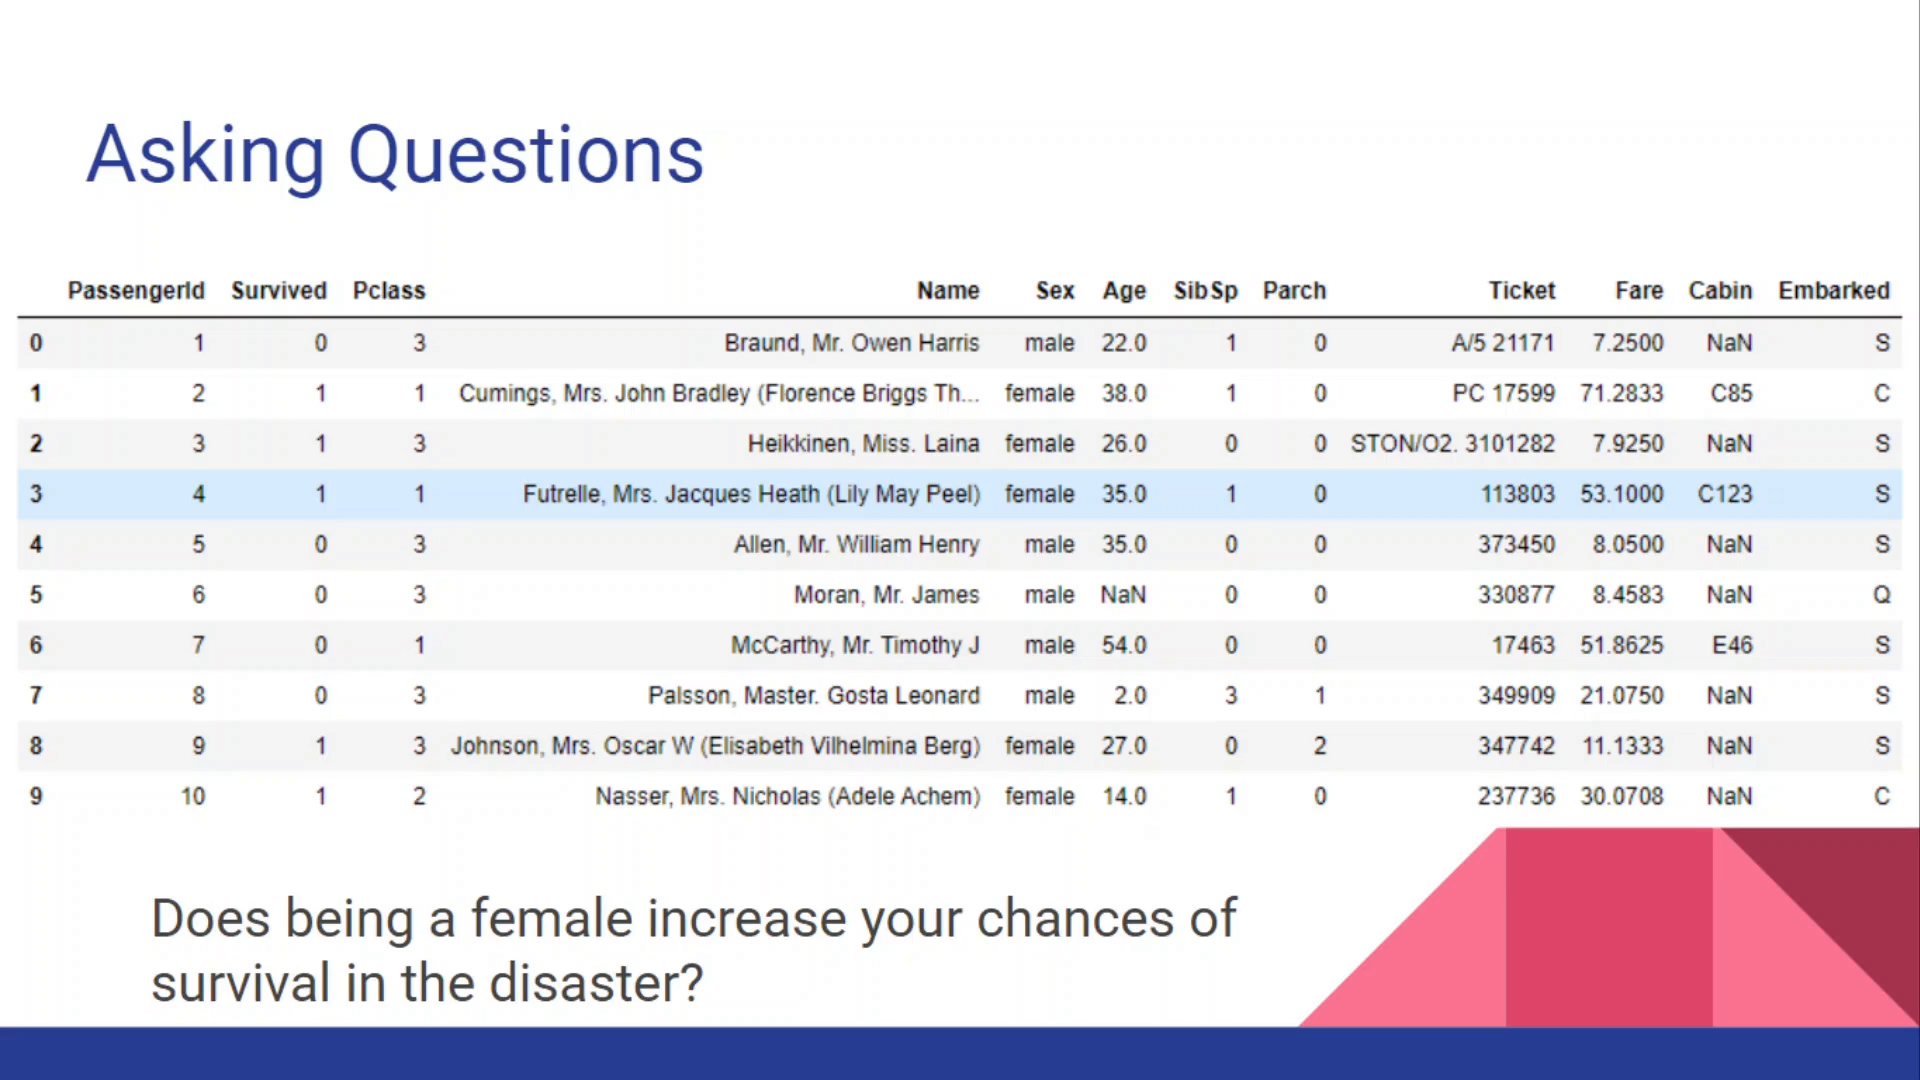 Asking Questions
PassengerId Survived Pclass Name Sex Age SibSp Parch Ticket Fare Cabin Embarked
0 1 0 3 Braund, Mr. Owen Harris male 22.0 1 0 A/5 21171 7.2500 NaN S
1 2 1 1 Cumings, Mrs. John Bradley (Florence Briggs Th... female 38.0 1 0 PC 17599 71.2833 C85 C
2 3 1 3 Heikkinen, Miss. Laina female 26.0 0 0 STON/O2. 3101282 7.9250 NaN S
3 4 1 1 Futrelle, Mrs. Jacques Heath (Lily May Peel) female 35.0 1 0 113803 53.1000 C123 S
4 5 0 3 Allen, Mr. William Henry male 35.0 0 0 373450 8.0500 NaN S
5 6 0 3 Moran, Mr. James male NaN 0 0 330877 8.4583 NaN Q
6 7 0 1 McCarthy, Mr. Timothy J male 54.0 0 0 17463 51.8625 E46 S
7 8 0 3 Palsson, Master. Gosta Leonard male 2.0 3 1 349909 21.0750 NaN S
8 9 1 3 Johnson, Mrs. Oscar W (Elisabeth Vilhelmina Berg) female 27.0 0 2 347742 11.1333 NaN S
9 10 1 2 Nasser, Mrs. Nicholas (Adele Achem) female 14.0 1 0 237736 30.0708 NaN C
Does being a female increase your chances of
survival in the disaster?